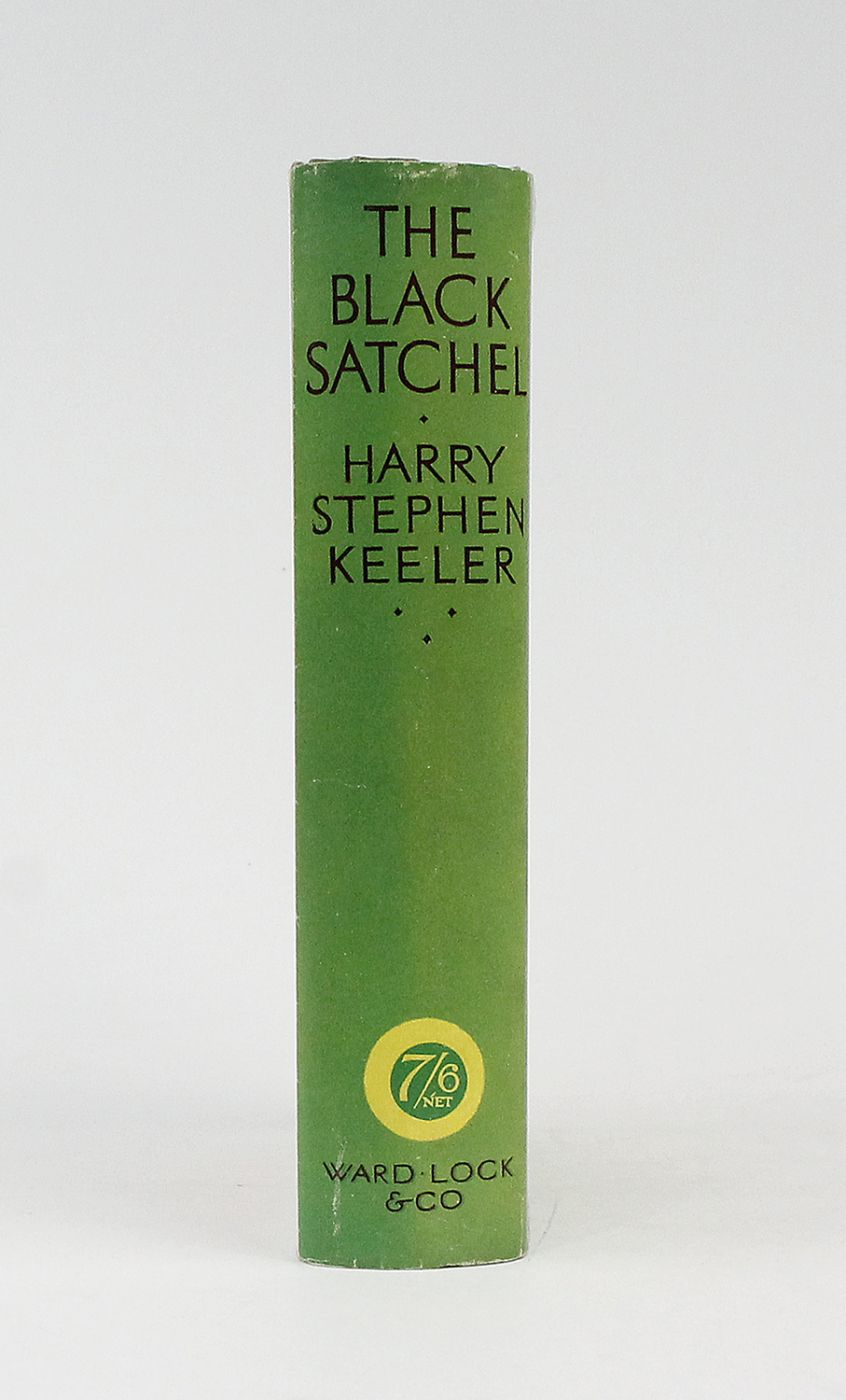 THE
BLACK
SATCHEL
HARRY
STEPHEN
KEELER
7/6
NET
WARD·LOCK
&CO